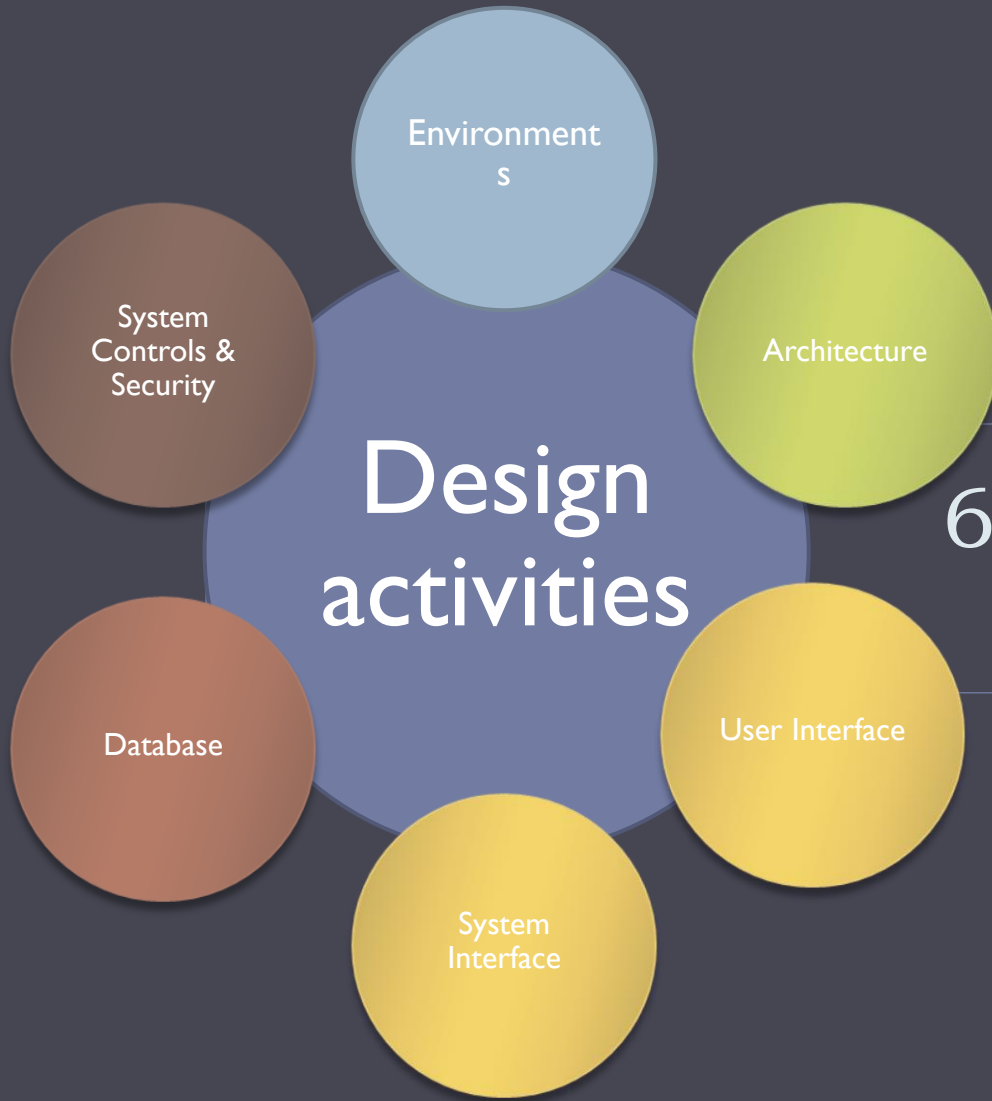 Environment
s
System
Controls &
Security
Architecture
Design
activities
6
Database
User Interface
System
Interface